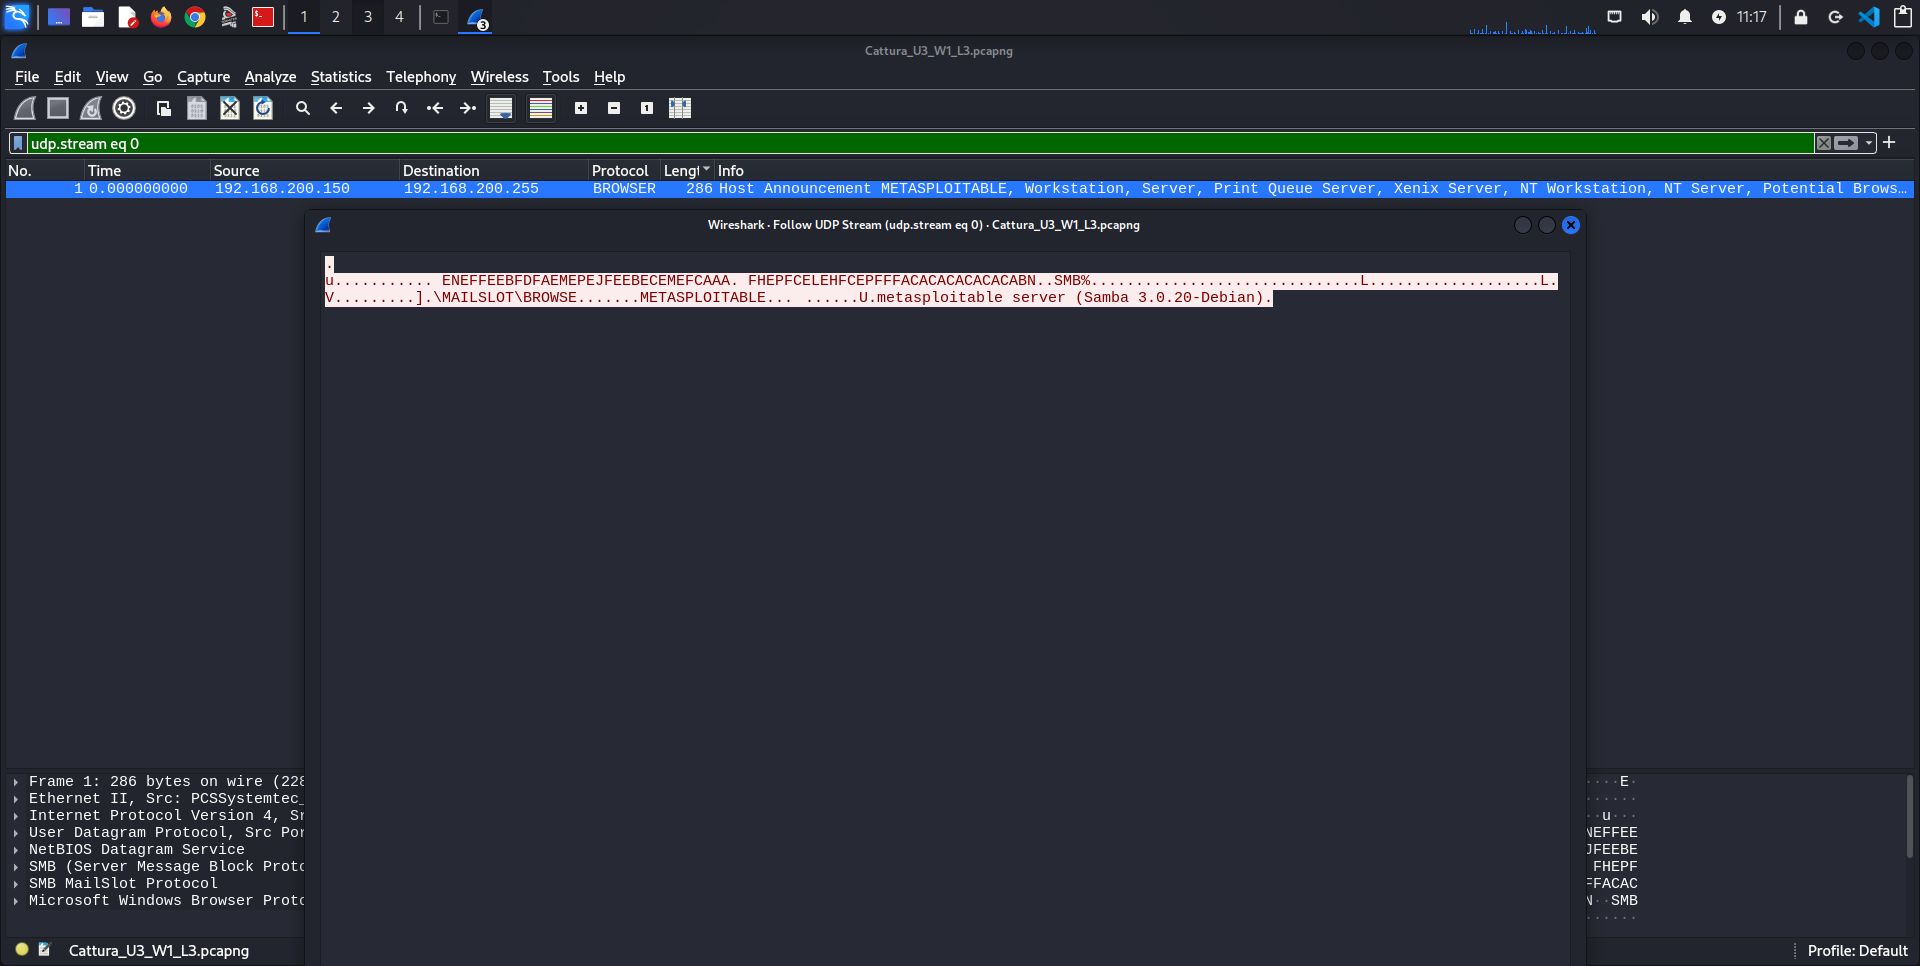 1 2 3 4 3 11:17
Cattura_U3_W1_L3.pcapng
File Edit View Go Capture Analyze Statistics Telephony Wireless Tools Help
udp.stream eq 0
No. Time Source Destination Protocol Lengt Info
1 0.000000000 192.168.200.150 192.168.200.255 BROWSER 286 Host Announcement METASPLOITABLE, Workstation, Server, Print Queue Server, Xenix Server, NT Workstation, NT Server, Potential Brows…
Wireshark · Follow UDP Stream (udp.stream eq 0) · Cattura_U3_W1_L3.pcapng
.
u........... ENEFFEEBFDFAEMEPEJFEEBECEMEFCAAA. FHEPFCELEHFCEPFFFACACACACACACABN..SMB%..............................L...................L.
V.........].\MAILSLOT\BROWSE.......METASPLOITABLE... ......U.metasploitable server (Samba 3.0.20-Debian).
Frame 1: 286 bytes on wire (228
Ethernet II, Src: PCSSystemtec_
Internet Protocol Version 4, Sr
User Datagram Protocol, Src Por
NetBIOS Datagram Service
SMB (Server Message Block Proto
SMB MailSlot Protocol
Microsoft Windows Browser Proto
····E·
······
··u···
NEFFEE
JFEEBE
FHEPF
FFACAC
N··SMB
······
Cattura_U3_W1_L3.pcapng
Profile: Default